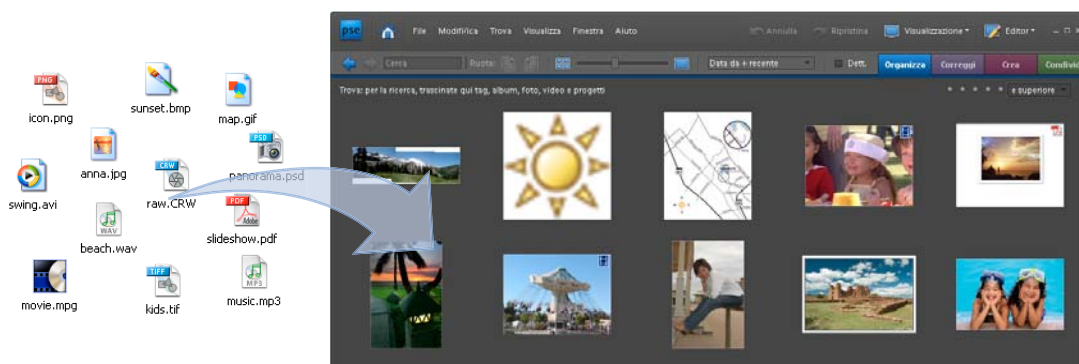 icon.png
PNG
sunset.bmp
map.gif
anna.jpg
CRW
raw.CRW
PSD
panorama.psd
swing.avi
WAV
beach.wav
PDF
Adobe
slideshow.pdf
movie.mpg
TIFF
kids.tif
MP3
music.mp3
pse File Modifica Trova Visualizza Finestra Aiuto Annulla Ripristina Visualizzazione Editor
Cerca Ruota: Data da + recente Dett. Organizza Correggi Crea Condivid
Trova: per la ricerca, trascinate qui tag, album, foto, video e progetti e superiore